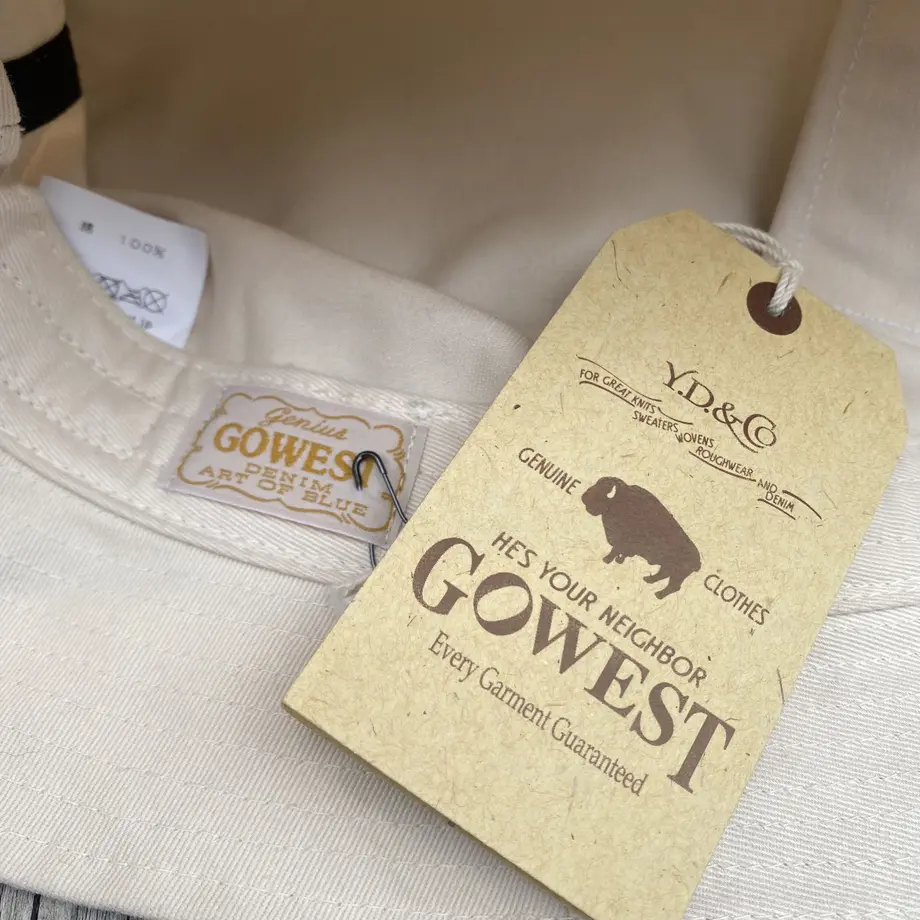 100%
Genius
GOWEST
DENIM
ART OF BLUE
Y.D.&Co
FOR GREAT KNITS
SWEATERS WOVENS
ROUGHWEAR AND
DENIM
GENUINE
CLOTHES
HES YOUR NEIGHBOR
GOWEST
Every Garment Guaranteed